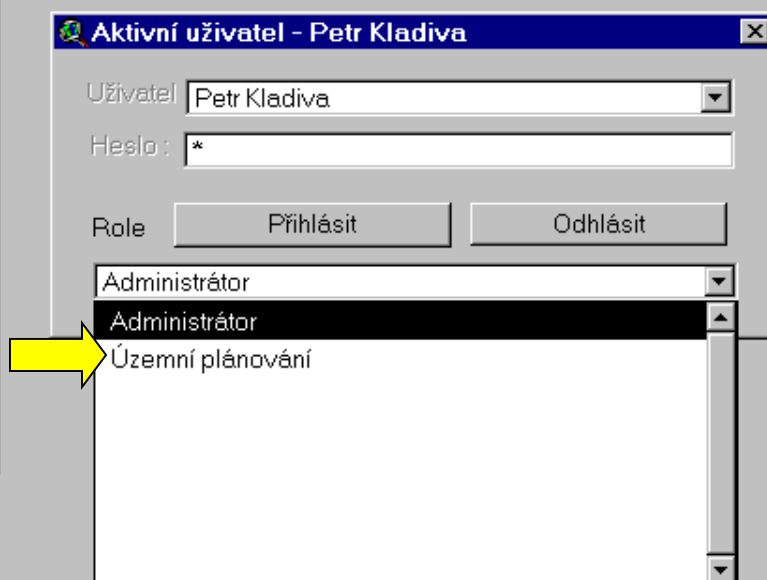 Aktivní uživatel - Petr Kladiva
Uživatel Petr Kladiva
Heslo : *
Role Přihlásit Odhlásit
Administrátor
Administrátor
Územní plánování